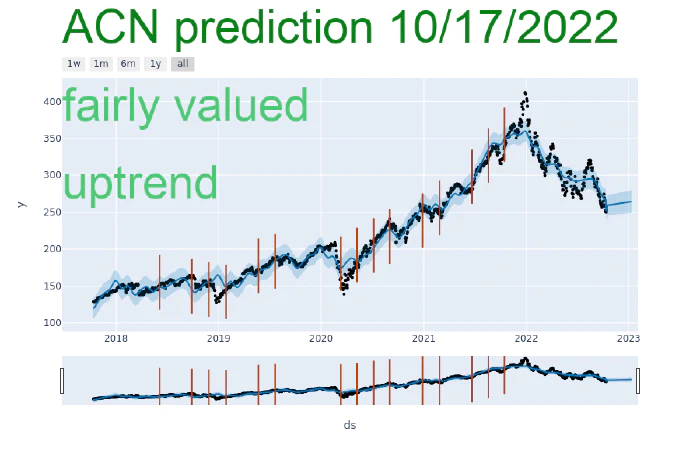 ACN prediction 10/17/2022
1w 1m 6m 1y all
fairly valued
uptrend
400
350
300
250
200
150
100
y
2018 2019 2020 2021 2022 2023
ds